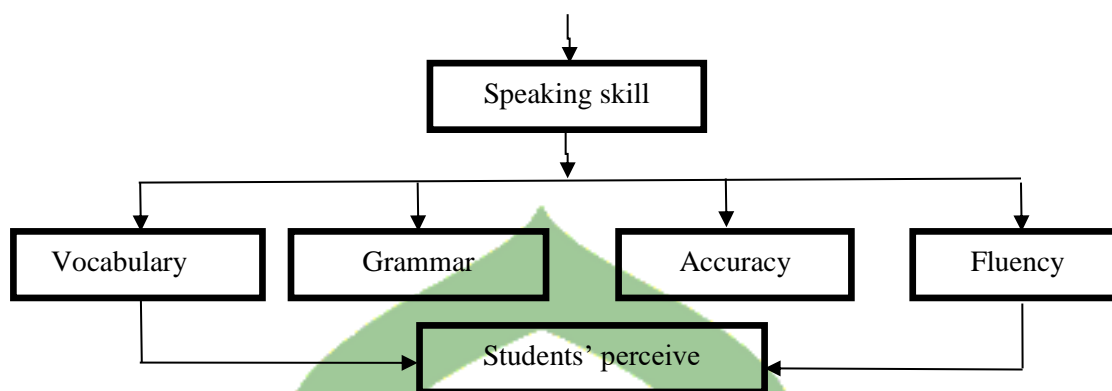 Speaking skill
Vocabulary Grammar Accuracy Fluency
Students’ perceive